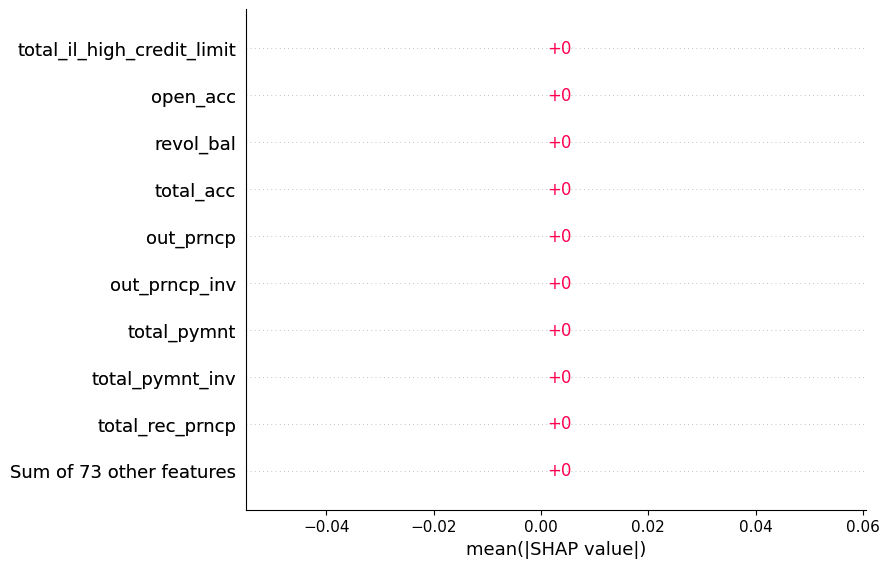 total_il_high_credit_limit +0
open_acc +0
revol_bal +0
total_acc +0
out_prncp +0
out_prncp_inv +0
total_pymnt +0
total_pymnt_inv +0
total_rec_prncp +0
Sum of 73 other features +0
−0.04 −0.02 0.00 0.02 0.04 0.06
mean(|SHAP value|)